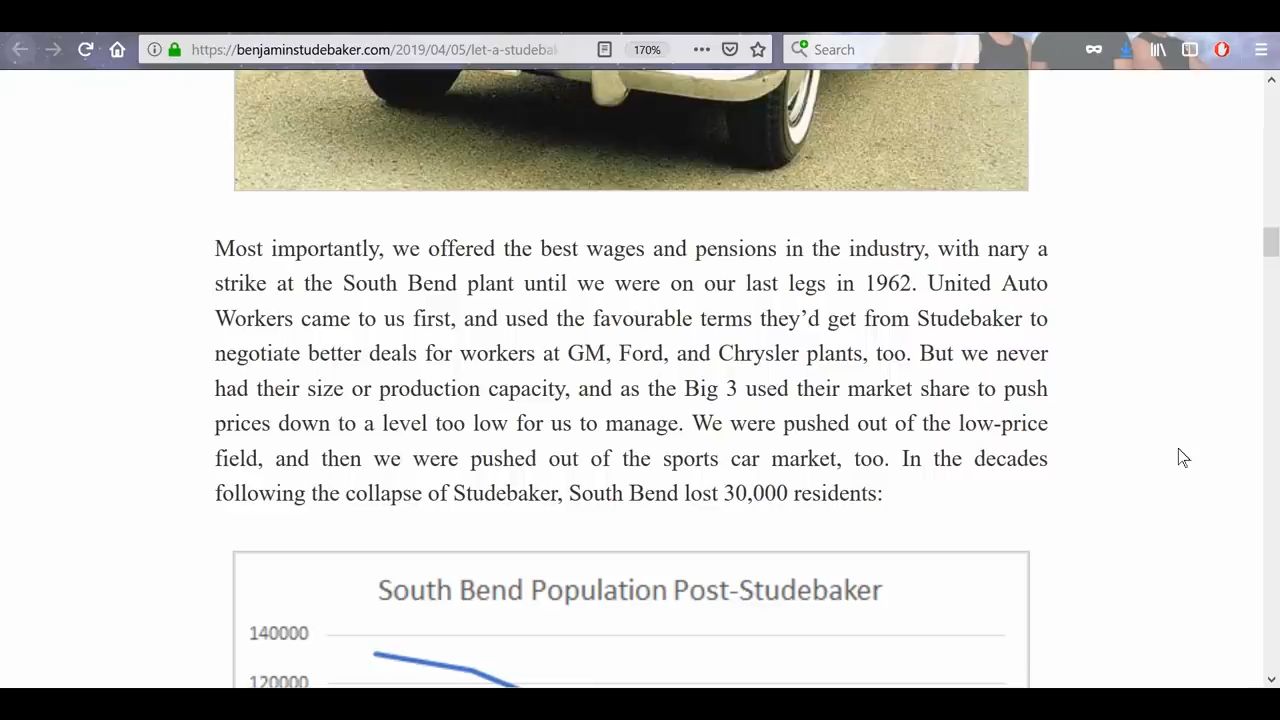 https://benjaminstudebaker.com/2019/04/05/let-a-studebak
170%
Search
Most importantly, we offered the best wages and pensions in the industry, with nary a
strike at the South Bend plant until we were on our last legs in 1962. United Auto
Workers came to us first, and used the favourable terms they’d get from Studebaker to
negotiate better deals for workers at GM, Ford, and Chrysler plants, too. But we never
had their size or production capacity, and as the Big 3 used their market share to push
prices down to a level too low for us to manage. We were pushed out of the low-price
field, and then we were pushed out of the sports car market, too. In the decades
following the collapse of Studebaker, South Bend lost 30,000 residents:
South Bend Population Post-Studebaker
140000
120000